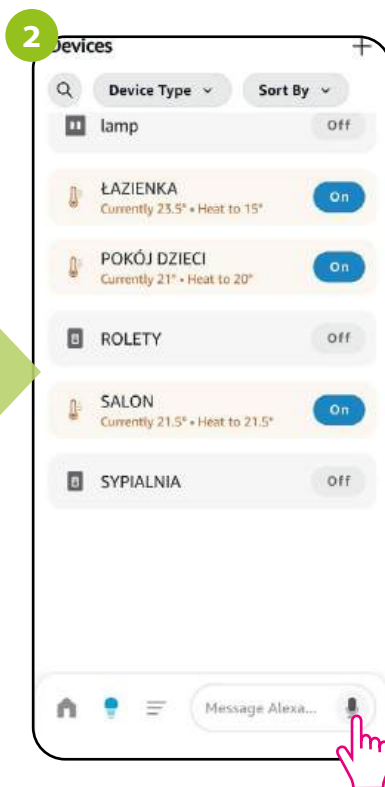 2
Devices
Device Type
Sort By
lamp
Off
ŁAZIENKA
Currently 23.5° • Heat to 15°
On
POKÓJ DZIECI
Currently 21° • Heat to 20°
On
ROLETY
Off
SALON
Currently 21.5° • Heat to 21.5°
On
SYPIALNIA
Off
Message Alexa...